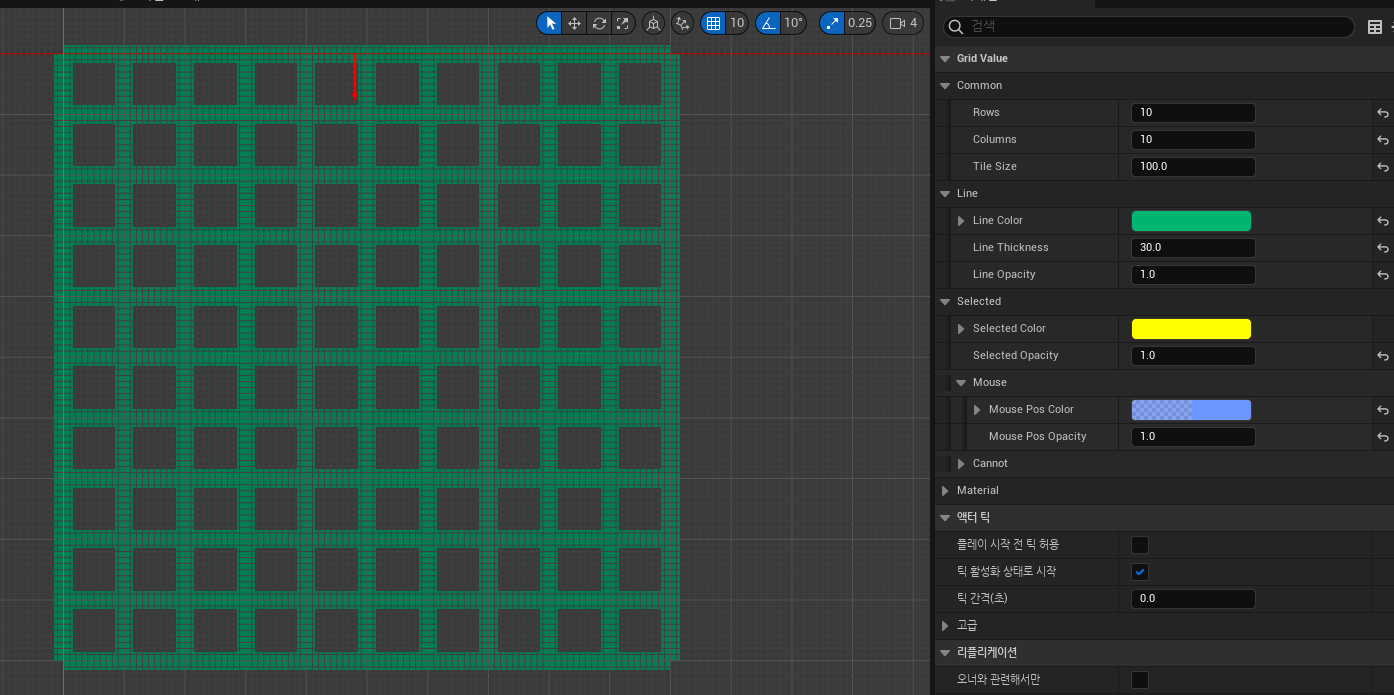 10
10°
0.25
4
검색
Grid Value
Common
Rows 10
Columns 10
Tile Size 100.0
Line
Line Color
Line Thickness 30.0
Line Opacity 1.0
Selected
Selected Color
Selected Opacity 1.0
Mouse
Mouse Pos Color
Mouse Pos Opacity 1.0
Cannot
Material
액터 틱
플레이 시작 전 틱 허용
틱 활성화 상태로 시작
틱 간격(초) 0.0
고급
리플리케이션
오너와 관련해서만